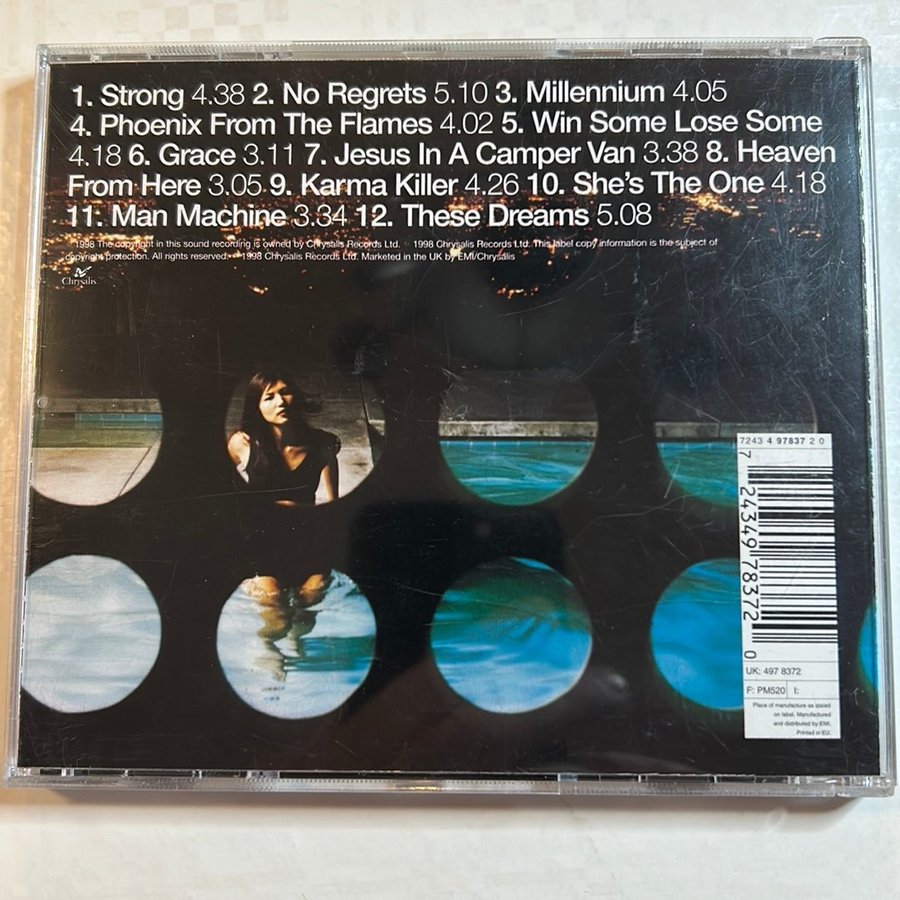 1. Strong 4.38 2. No Regrets 5.10 3. Millennium 4.05
4. Phoenix From The Flames 4.02 5. Win Some Lose Some
4.18 6. Grace 3.11 7. Jesus In A Camper Van 3.38 8. Heaven
From Here 3.05 9. Karma Killer 4.26 10. She's The One 4.18
11. Man Machine 3.34 12. These Dreams 5.08
1998 The copyright in this sound recording is owned by Chrysalis Records Ltd. 1998 Chrysalis Records Ltd. This label copy information is the subject of
copyright protection. All rights reserved. 1998 Chrysalis Records Ltd. Marketed in the UK by EMI/Chrysalis
Chrysalis
7243 4 97837 2 0
7 24349 78372 0
UK: 497 8372
F: PM520 I:
Place of manufacture as stated
on label. Manufactured
and distributed by EMI.
Printed in EU.